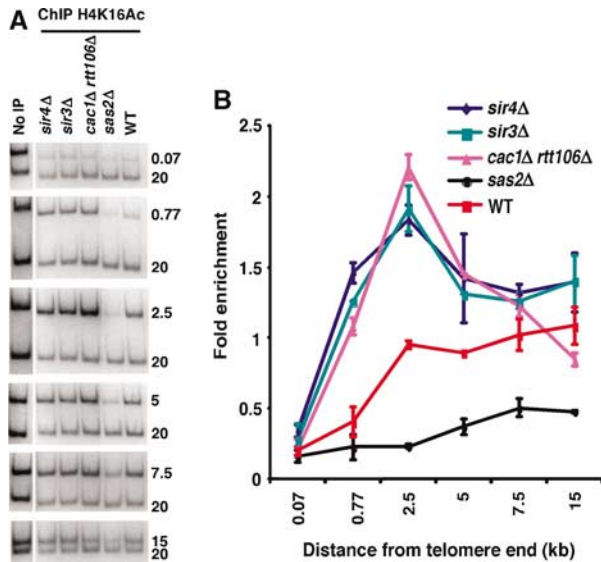 A
ChIP H4K16Ac
No IP
sir4Δ
sir3Δ
cac1Δ rtt106Δ
sas2Δ
WT
0.07
20
0.77
20
2.5
20
5
20
7.5
20
15
20
B
sir4Δ
sir3Δ
cac1Δ rtt106Δ
sas2Δ
WT
Fold enrichment
2.5
2
1.5
1
0.5
0
0.07
0.77
2.5
5
7.5
15
Distance from telomere end (kb)